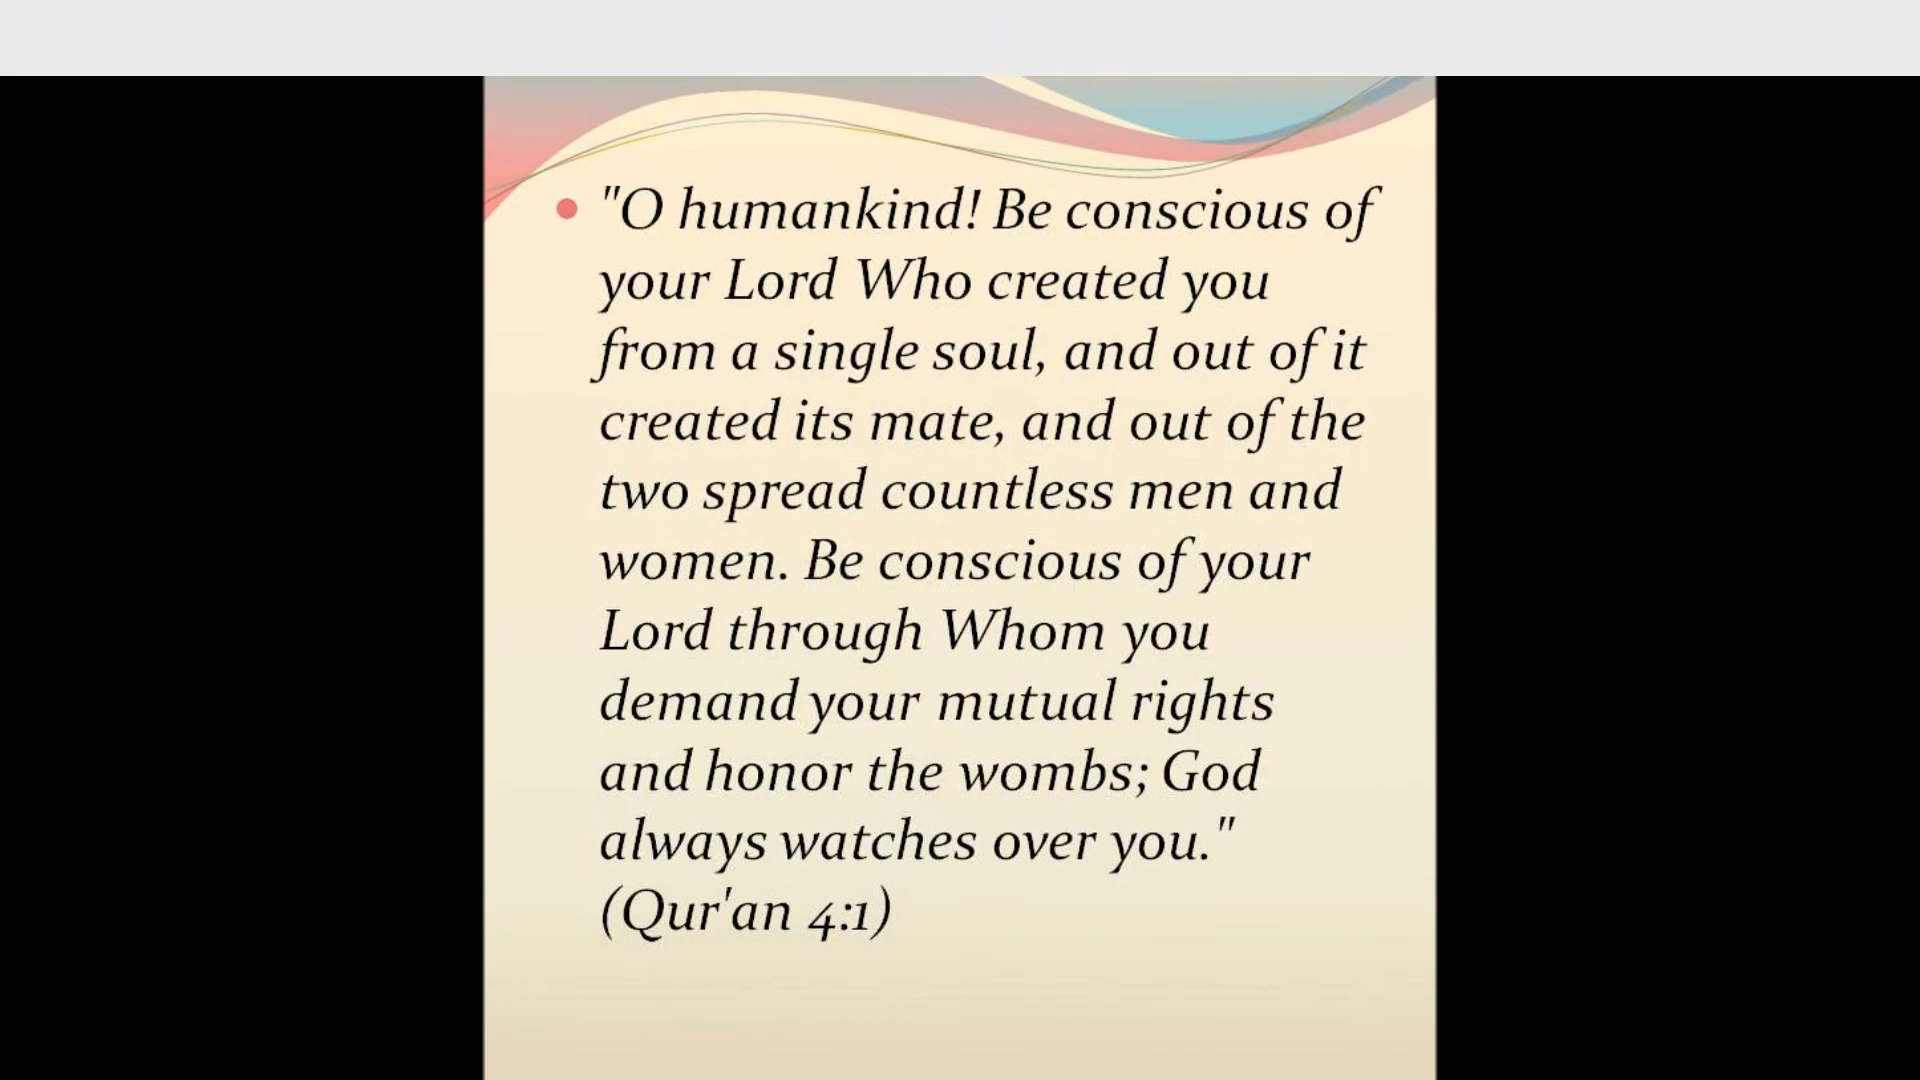 "O humankind! Be conscious of
your Lord Who created you
from a single soul, and out of it
created its mate, and out of the
two spread countless men and
women. Be conscious of your
Lord through Whom you
demand your mutual rights
and honor the wombs; God
always watches over you."
(Qur'an 4:1)